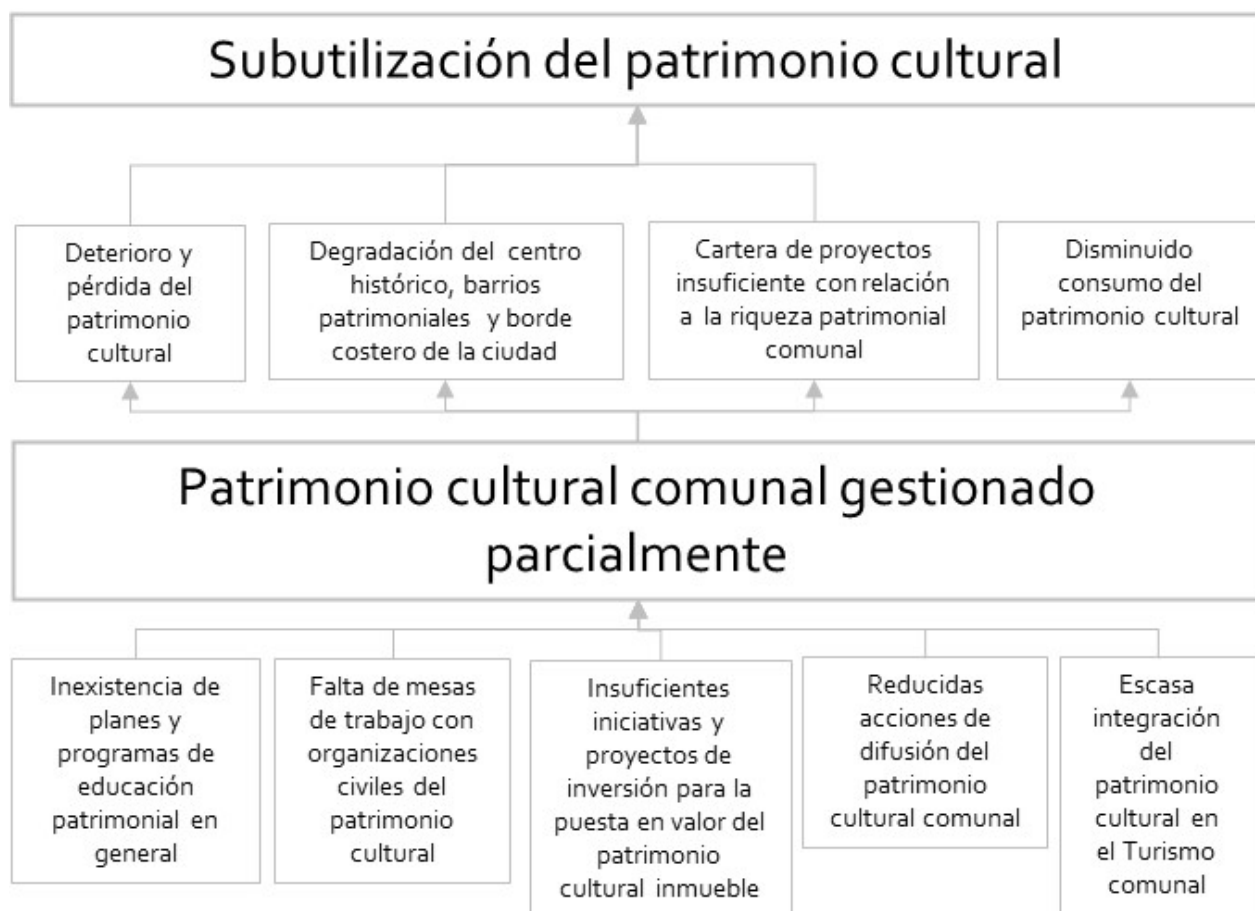 Subutilización del patrimonio cultural
Deterioro y
pérdida del
patrimonio
cultural
Degradación del centro
histórico, barrios
patrimoniales y borde
costero de la ciudad
Cartera de proyectos
insuficiente con relación
a la riqueza patrimonial
comunal
Disminuido
consumo del
patrimonio cultural
Patrimonio cultural comunal gestionado
parcialmente
Inexistencia de
planes y
programas de
educación
patrimonial en
general
Falta de mesas
de trabajo con
organizaciones
civiles del
patrimonio
cultural
Insuficientes
iniciativas y
proyectos de
inversión para la
puesta en valor del
patrimonio
cultural inmueble
Reducidas
acciones de
difusión del
patrimonio
cultural comunal
Escasa
integración
del
patrimonio
cultural en
el Turismo
comunal